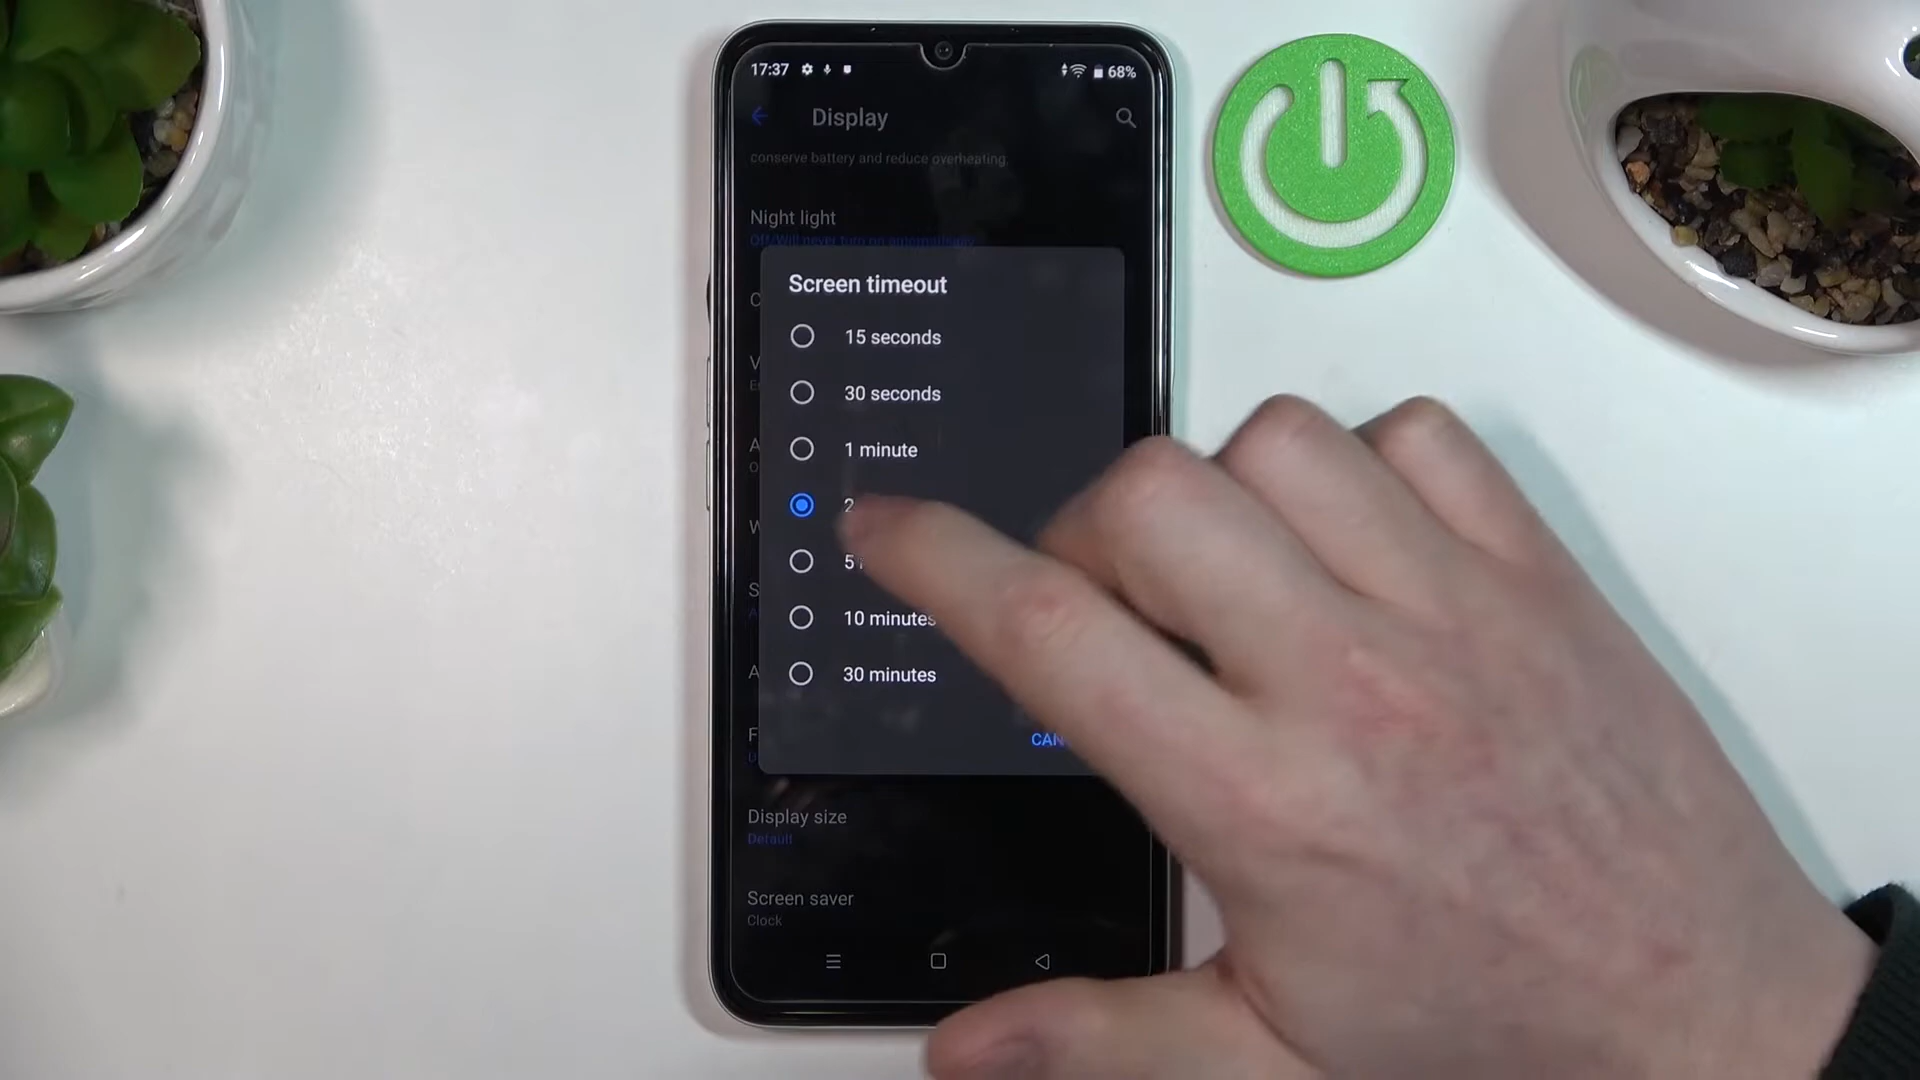 17:37 68%
Display
conserve battery and reduce overheating.
Night light
Off/Will never turn on automatically
Screen timeout
15 seconds
30 seconds
1 minute
2
5
10 minutes
30 minutes
Display size
Default
Screen saver
Clock